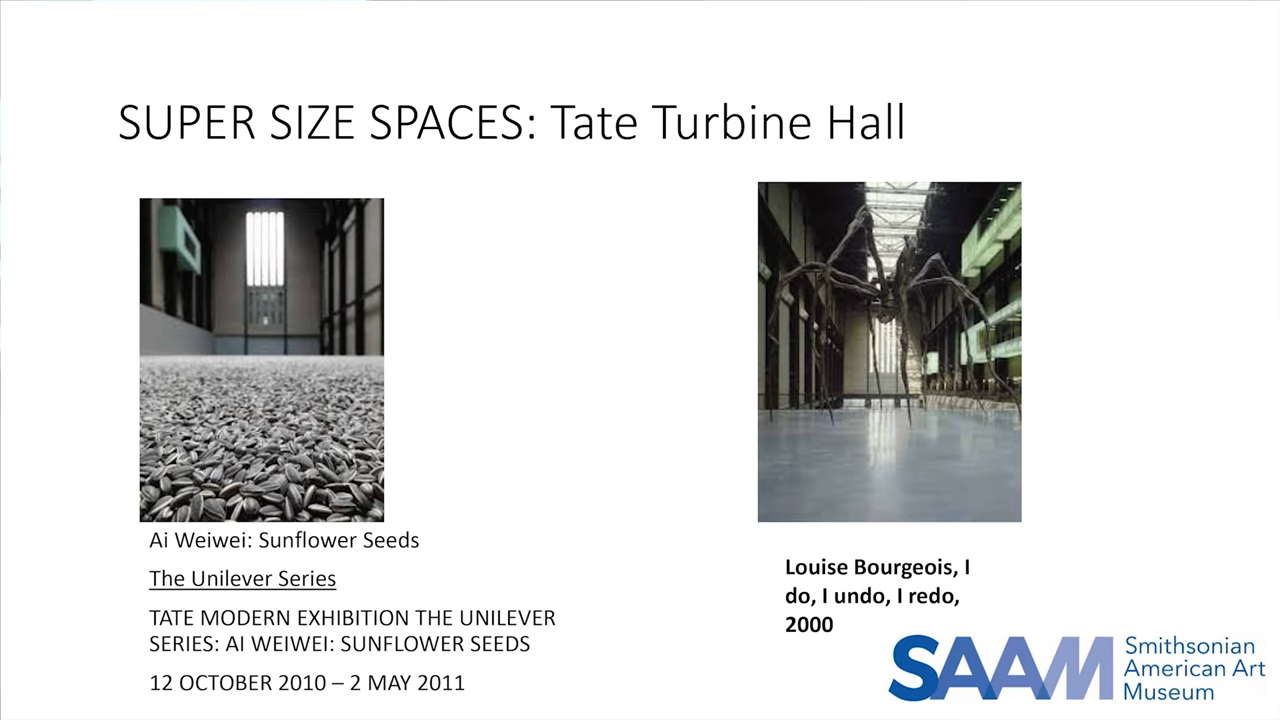 SUPER SIZE SPACES: Tate Turbine Hall
Ai Weiwei: Sunflower Seeds
The Unilever Series
TATE MODERN EXHIBITION THE UNILEVER
SERIES: AI WEIWEI: SUNFLOWER SEEDS
12 OCTOBER 2010 – 2 MAY 2011
Louise Bourgeois, I
do, I undo, I redo,
2000
SAAM
Smithsonian
American Art
Museum